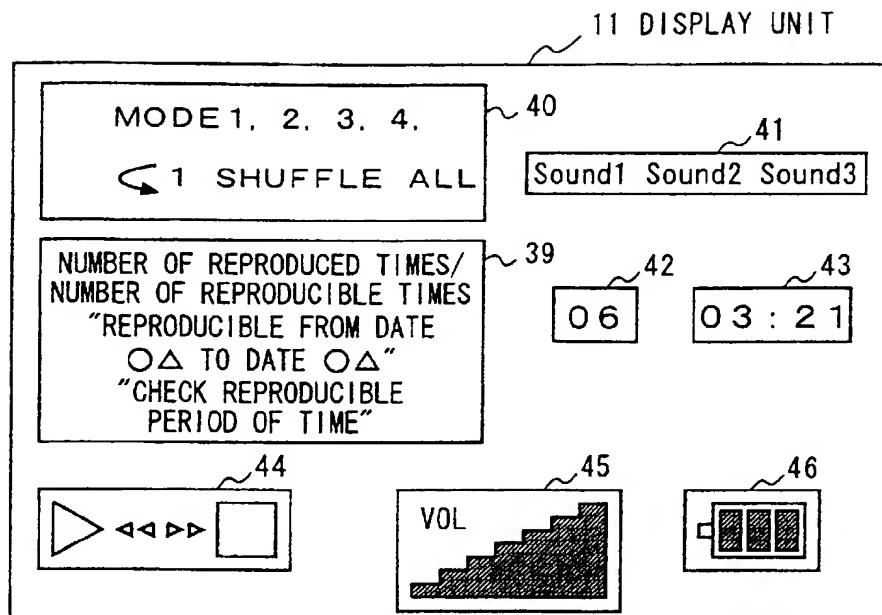 11 DISPLAY UNIT
MODE 1, 2, 3, 4,
40
1 SHUFFLE ALL
41
Sound1 Sound2 Sound3
NUMBER OF REPRODUCED TIMES/
NUMBER OF REPRODUCIBLE TIMES
"REPRODUCIBLE FROM DATE
○△ TO DATE ○△"
"CHECK REPRODUCIBLE
PERIOD OF TIME"
39
42
06
43
03:21
44
45
VOL
46